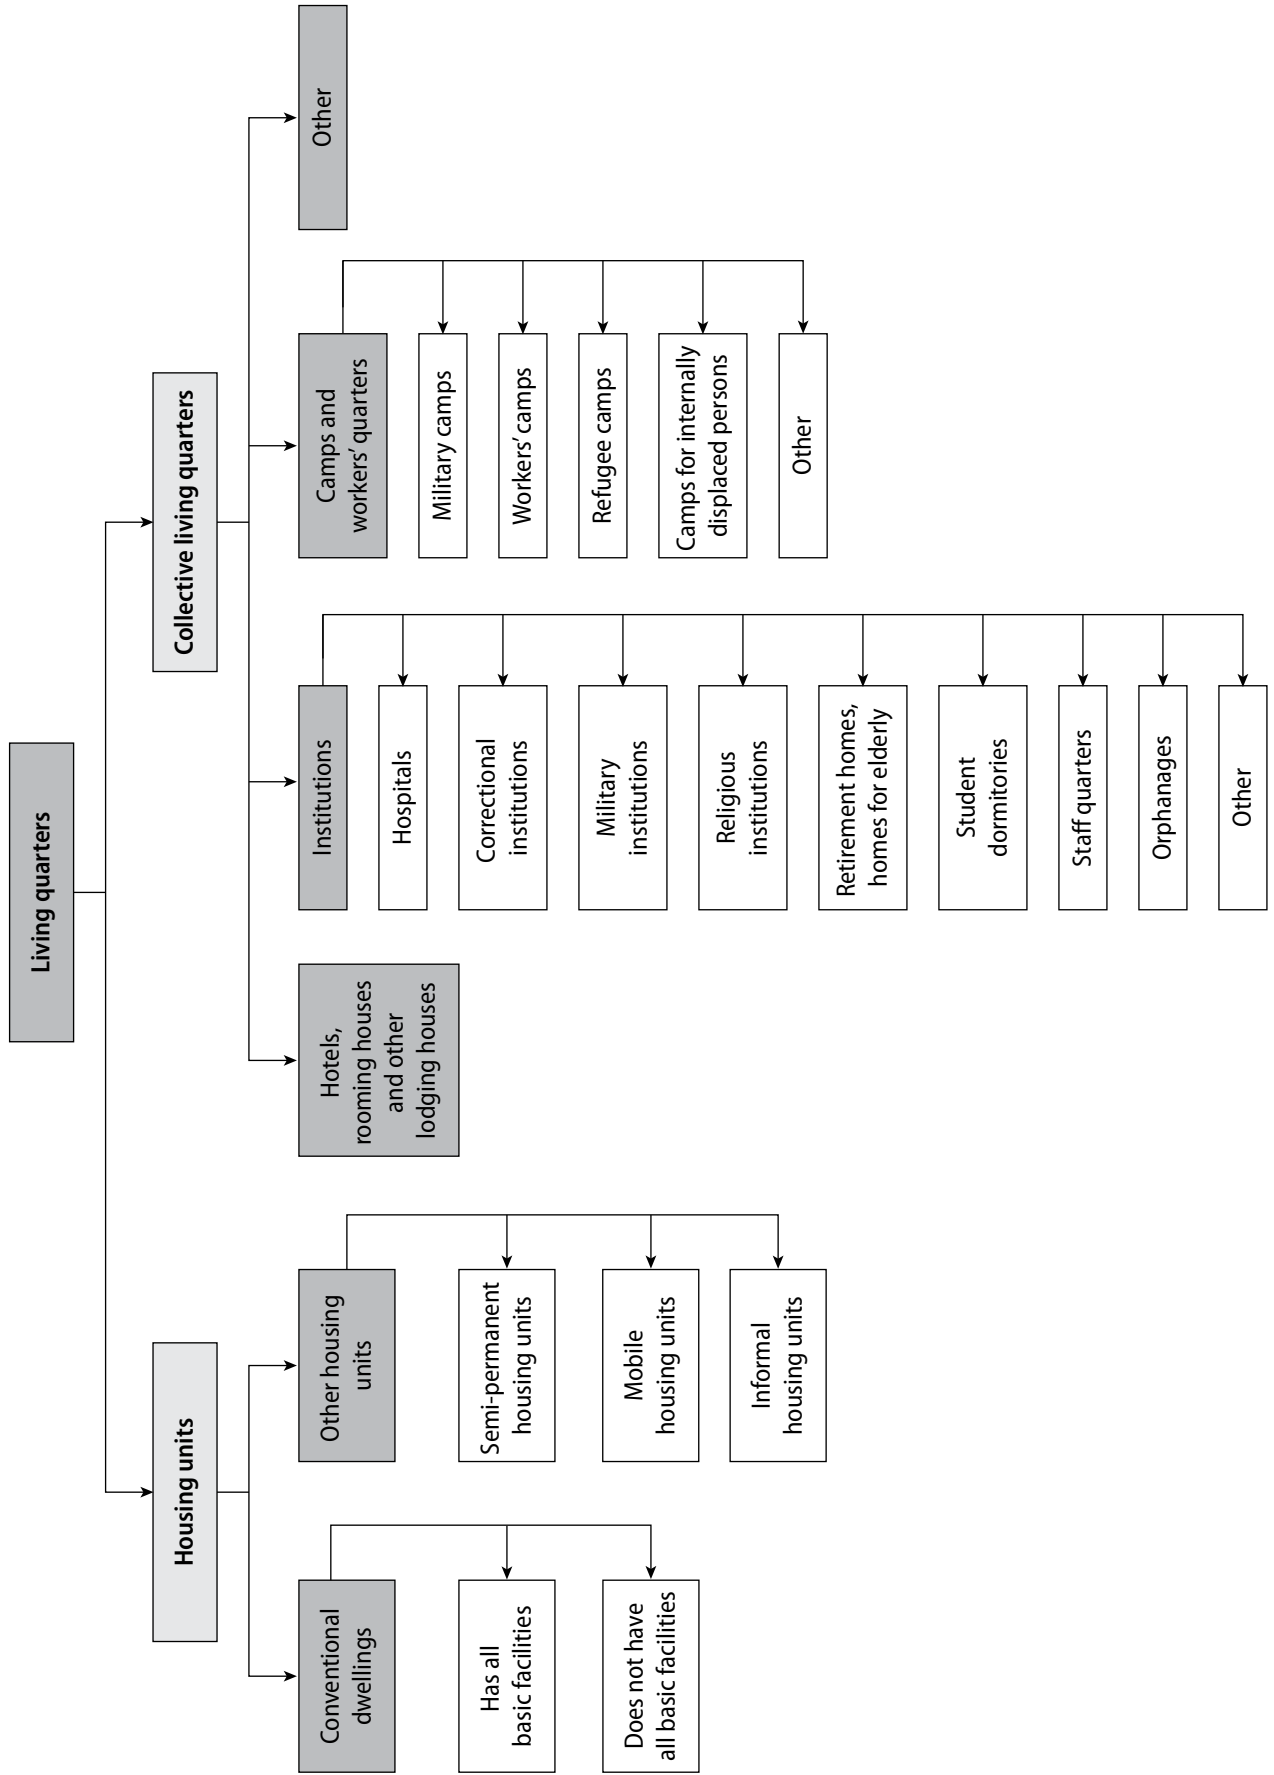 Living quarters
Housing units
Collective living quarters
Conventional
dwellings
Has all
basic facilities
Does not have
all basic facilities
Other housing
units
Semi-permanent
housing units
Mobile
housing units
Informal
housing units
Hotels,
rooming houses
and other
lodging houses
Institutions
Hospitals
Correctional
institutions
Military
institutions
Religious
institutions
Retirement homes,
homes for elderly
Student
dormitories
Staff quarters
Orphanages
Other
Camps and
workers’ quarters
Military camps
Workers’ camps
Refugee camps
Camps for internally
displaced persons
Other
Other